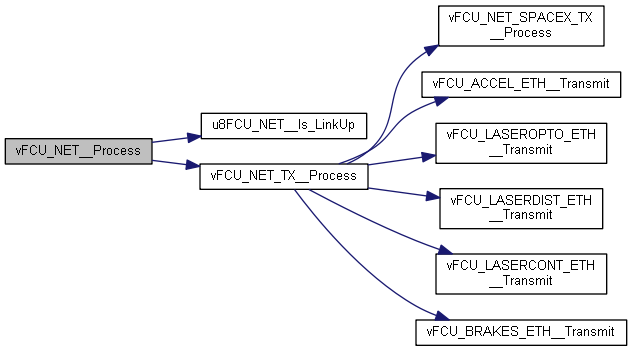 vFCU_NET__Process
u8FCU_NET__Is_LinkUp
vFCU_NET_TX__Process
vFCU_NET_SPACEX_TX
__Process
vFCU_ACCEL_ETH__Transmit
vFCU_LASEROPTO_ETH
__Transmit
vFCU_LASERDIST_ETH
__Transmit
vFCU_LASERCONT_ETH
__Transmit
vFCU_BRAKES_ETH__Transmit